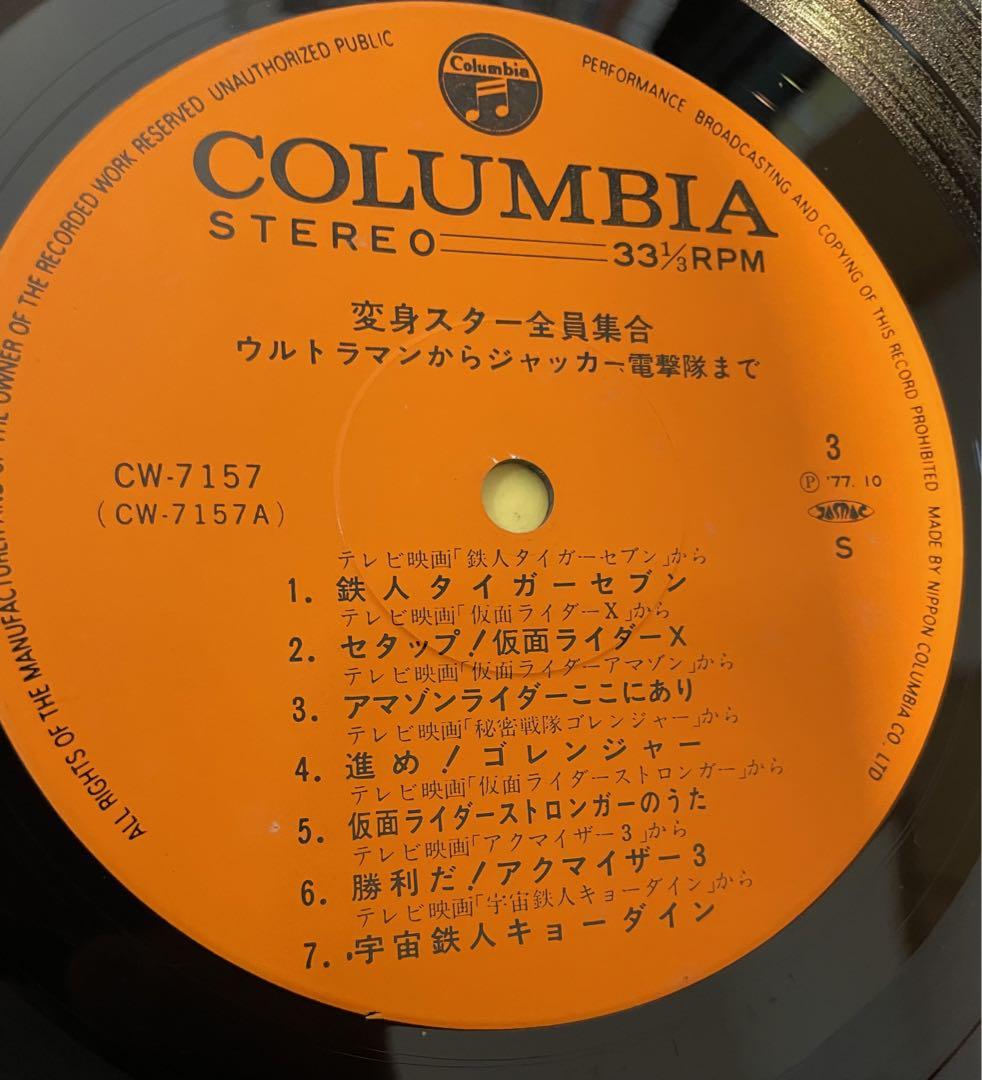 Columbia
ALL RIGHTS OF THE MANUFACTURER AND OF THE OWNER OF THE RECORDED WORK RESERVED UNAUTHORIZED PUBLIC PERFORMANCE BROADCASTING AND COPYING OF THIS RECORD PROHIBITED MADE BY NIPPON COLUMBIA CO., LTD
COLUMBIA
STEREO 33 1/3 RPM
変身スター全員集合
ウルトラマンからジャッカー電撃隊まで
CW-7157
(CW-7157A)
3
Ⓟ '77. 10
JASRAC
S
テレビ映画「鉄人タイガーセブン」から
1. 鉄人タイガーセブン
テレビ映画「仮面ライダーX」から
2. セタップ!仮面ライダーX
テレビ映画「仮面ライダーアマゾン」から
3. アマゾンライダーここにあり
テレビ映画「秘密戦隊ゴレンジャー」から
4. 進め!ゴレンジャー
テレビ映画「仮面ライダーストロンガー」から
5. 仮面ライダーストロンガーのうた
テレビ映画「アクマイザー3」から
6. 勝利だ!アクマイザー3
テレビ映画「宇宙鉄人キョーダイン」から
7. 宇宙鉄人キョーダイン